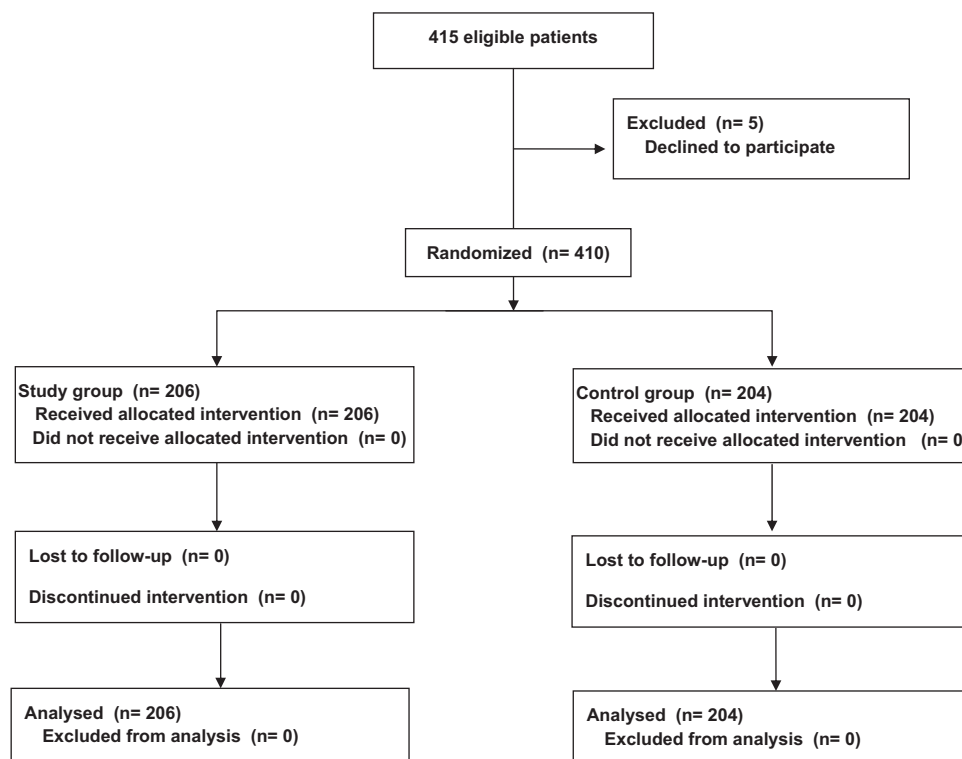 415 eligible patients
Excluded (n= 5)
Declined to participate
Randomized (n= 410)
Study group (n= 206)
Received allocated intervention (n= 206)
Did not receive allocated intervention (n= 0)
Control group (n= 204)
Received allocated intervention (n= 204)
Did not receive allocated intervention (n= 0
Lost to follow-up (n= 0)
Discontinued intervention (n= 0)
Lost to follow-up (n= 0)
Discontinued intervention (n= 0)
Analysed (n= 206)
Excluded from analysis (n= 0)
Analysed (n= 204)
Excluded from analysis (n= 0)